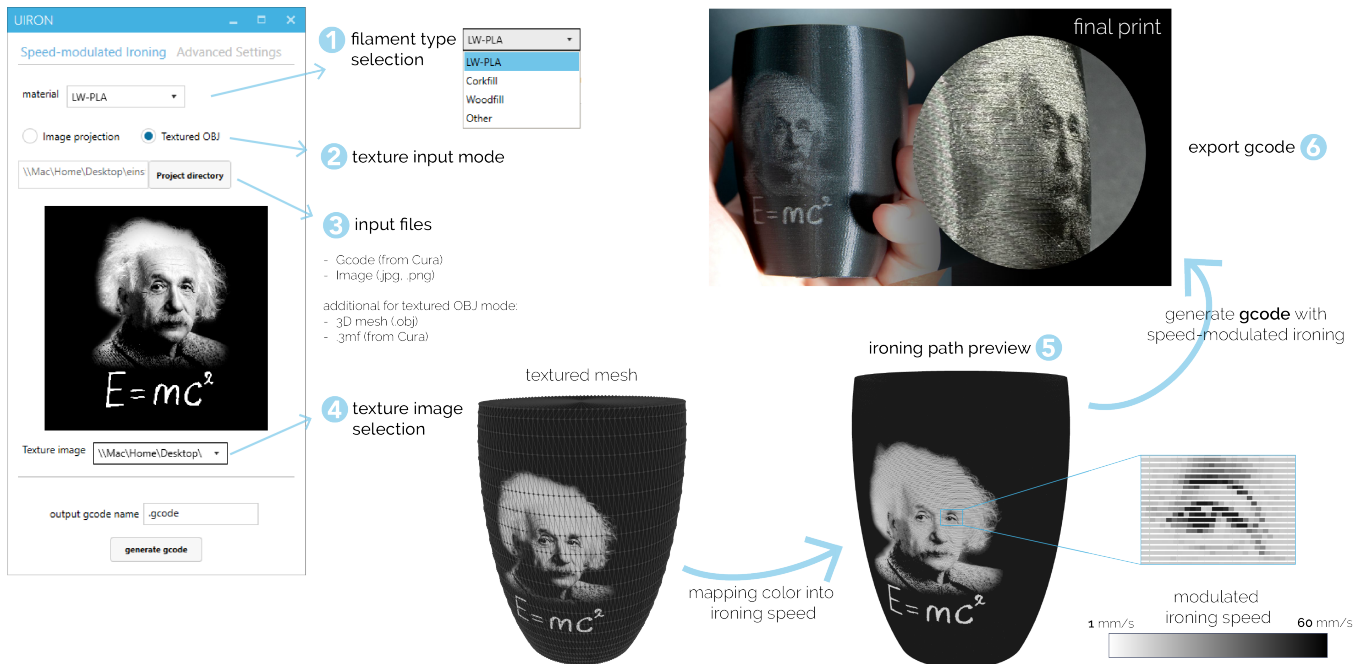 UIRON
Speed-modulated Ironing Advanced Settings
material LW-PLA
Image projection Textured OBJ
\\Mac\Home\Desktop\eins Project directory
E=mc²
Texture image \\Mac\Home\Desktop\
output gcode name .gcode
generate gcode
1 filament type
selection
LW-PLA
LW-PLA
Corkfill
Woodfill
Other
2 texture input mode
3 input files
- Gcode (from Cura)
- Image (.jpg, .png)
additional for textured OBJ mode:
- 3D mesh (.obj)
- .3mf (from Cura)
4 texture image
selection
textured mesh
E=mc²
mapping color into
ironing speed
ironing path preview 5
E=mc²
modulated
ironing speed
1 mm/s 60 mm/s
generate gcode with
speed-modulated ironing
export gcode 6
final print
E=mc²